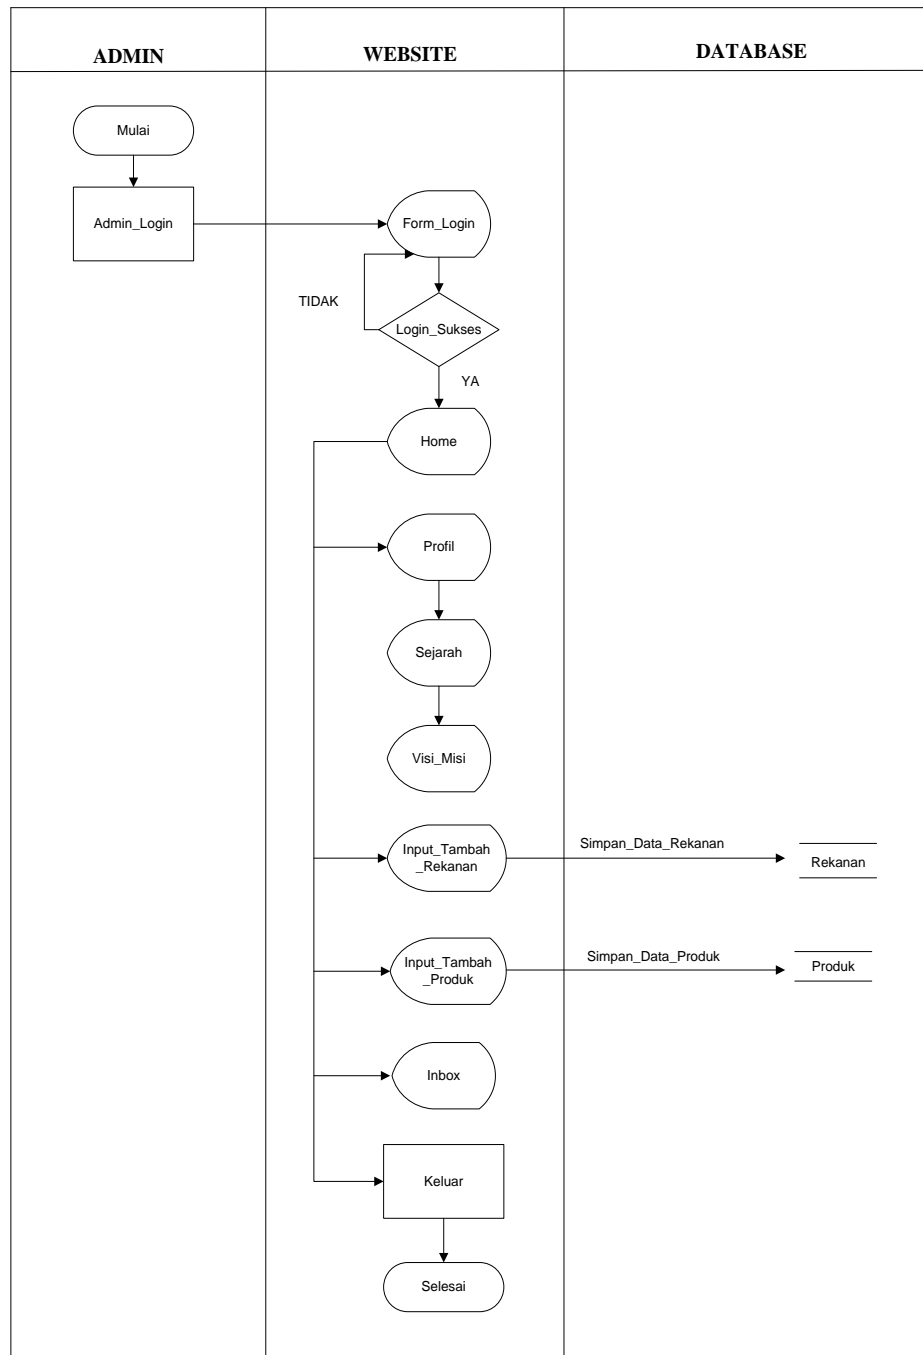 ADMIN
WEBSITE
DATABASE
Mulai
Admin_Login
Form_Login
TIDAK
Login_Sukses
YA
Home
Profil
Sejarah
Visi_Misi
Input_Tambah
_Rekanan
Simpan_Data_Rekanan
Rekanan
Input_Tambah
_Produk
Simpan_Data_Produk
Produk
Inbox
Keluar
Selesai